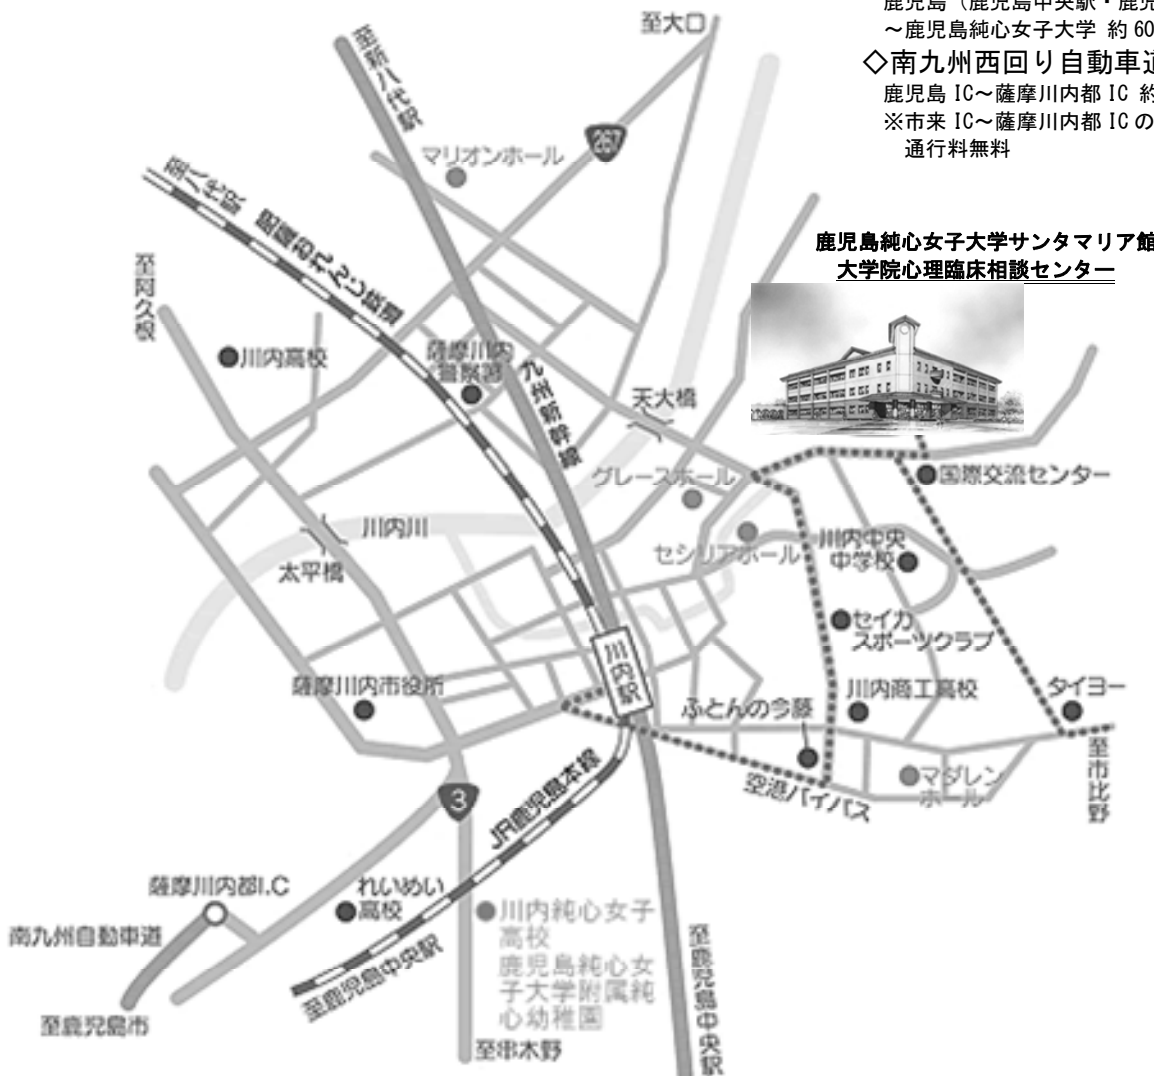 鹿児島（鹿児島中央駅・鹿児
～鹿児島純心女子大学 約60
◇南九州西回り自動車道
鹿児島IC～薩摩川内都IC 約
※市来IC～薩摩川内都ICの
通行料無料
至大口
至新八代駅
267
マリオンホール
至八代駅 肥薩おれんじ鉄道
鹿児島純心女子大学サンタマリア館
大学院心理臨床相談センター
至阿久根
川内高校
薩摩川内
警察署
九州新幹線
天大橋
グレースホール
国際交流センター
川内川
太平橋
セシリアホール
川内中央
中学校
セイカ
スポーツクラブ
川内駅
薩摩川内市役所
ふとんの今藤
川内商工高校
タイヨー
至市比野
空港バイパス
マダレン
ホール
3
JR鹿児島本線
薩摩川内都I.C
れいめい
高校
南九州自動車道
至鹿児島市
至鹿児島中央駅
川内純心女子
高校
鹿児島純心女
子大学附属純
心幼稚園
至串木野
至鹿児島中央駅